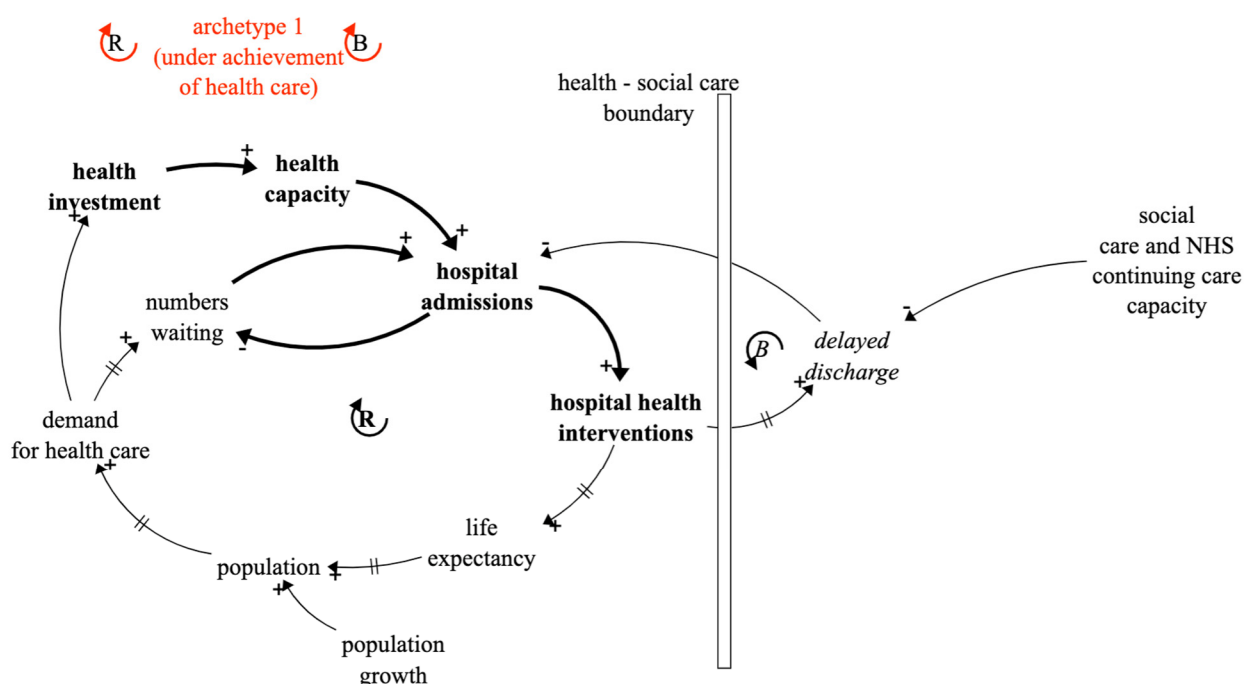 archetype 1
(under achievement
of health care)
R
B
health - social care
boundary
health
investment
+
health
capacity
+
+
+
hospital
admissions
-
social
care and NHS
continuing care
capacity
numbers
waiting
+
-
-
delayed
discharge
B
+
+
hospital health
interventions
R
demand
for health care
+
life
expectancy
+
population
+
+
population
growth